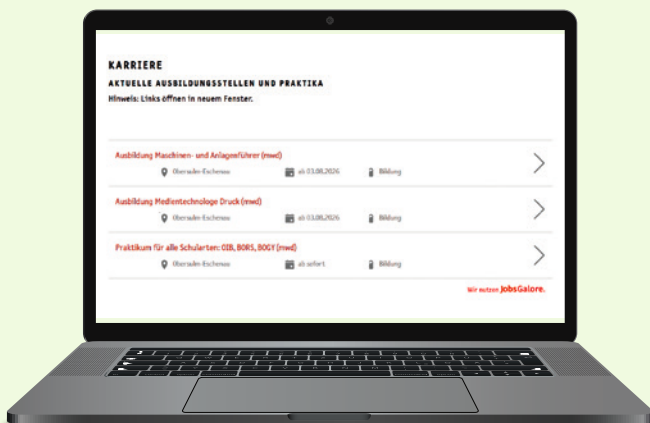 KARRIERE
AKTUELLE AUSBILDUNGSSTELLEN UND PRAKTIKA
Hinweis: Links öffnen in neuem Fenster.
Ausbildung Maschinen- und Anlagenführer (mwd)
Obersulm-Eschenau ab 03.08.2026 Bildung
Ausbildung Medientechnologe Druck (mwd)
Obersulm-Eschenau ab 03.08.2026 Bildung
Praktikum für alle Schularten: OIB, BORS, BOGY (mwd)
Obersulm-Eschenau ab sofort Bildung
Wir nutzen JobsGalore.